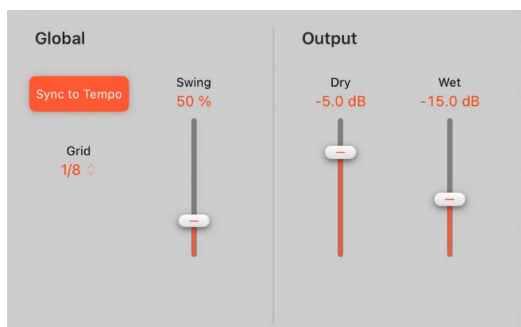 Global
Output
Sync to Tempo
Swing
50 %
Grid
1/8
Dry
-5.0 dB
Wet
-15.0 dB